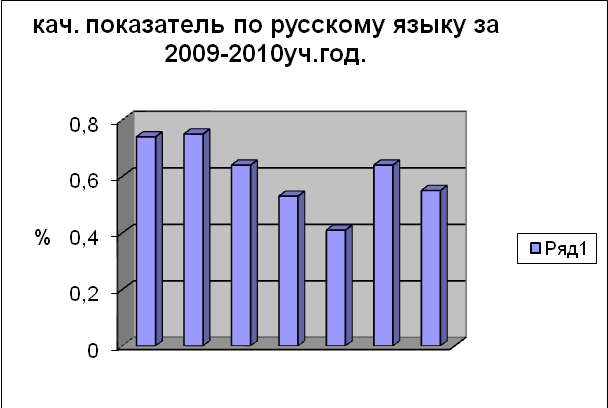 кач. показатель по русскому языку за
2009-2010уч.год.
0,8
0,6
0,4
0,2
0
%
Ряд1